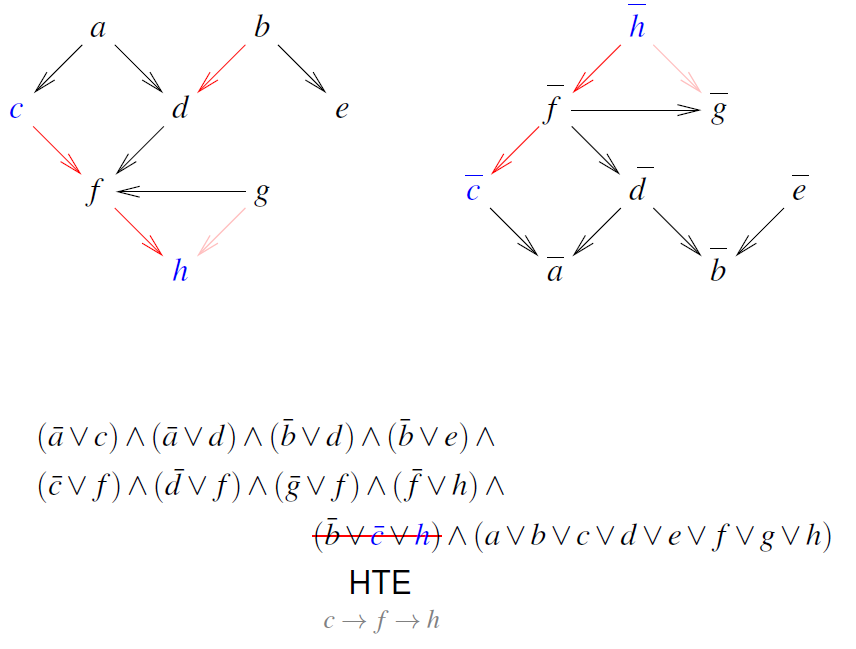 a b h̄
c d e f̄ ḡ
f g c̄ d̄ ē
h ā b̄
(ā ∨ c) ∧ (ā ∨ d) ∧ (b̄ ∨ d) ∧ (b̄ ∨ e) ∧
(c̄ ∨ f) ∧ (d̄ ∨ f) ∧ (ḡ ∨ f) ∧ (f̄ ∨ h) ∧
(b̄ ∨ c̄ ∨ h) ∧ (a ∨ b ∨ c ∨ d ∨ e ∨ f ∨ g ∨ h)
HTE
c → f → h